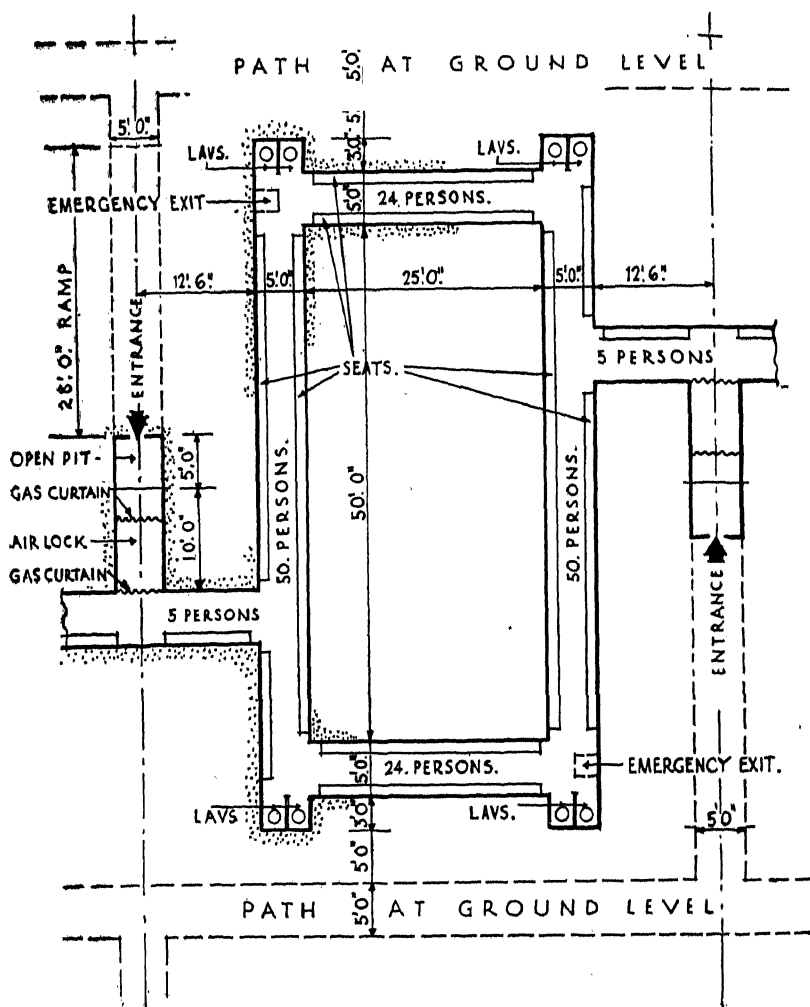 PATH AT GROUND LEVEL
5'0"
5'.0"
5'
3'0"
LAVS.
LAVS.
24. PERSONS.
5'0"
EMERGENCY EXIT
12'.6".
5'.0".
25'.0".
5'.0".
12'.6"
28'.0" RAMP
ENTRANCE
SEATS.
5 PERSONS
OPEN PIT-
5'.0"
GAS CURTAIN
AIR LOCK
10'.0"
GAS CURTAIN
50. PERSONS.
50'. 0"
50. PERSONS.
5 PERSONS
ENTRANCE
24. PERSONS.
5'0"
EMERGENCY EXIT.
LAVS
3'0"
LAVS.
5'0"
5'0"
PATH AT GROUND LEVEL
5'0"